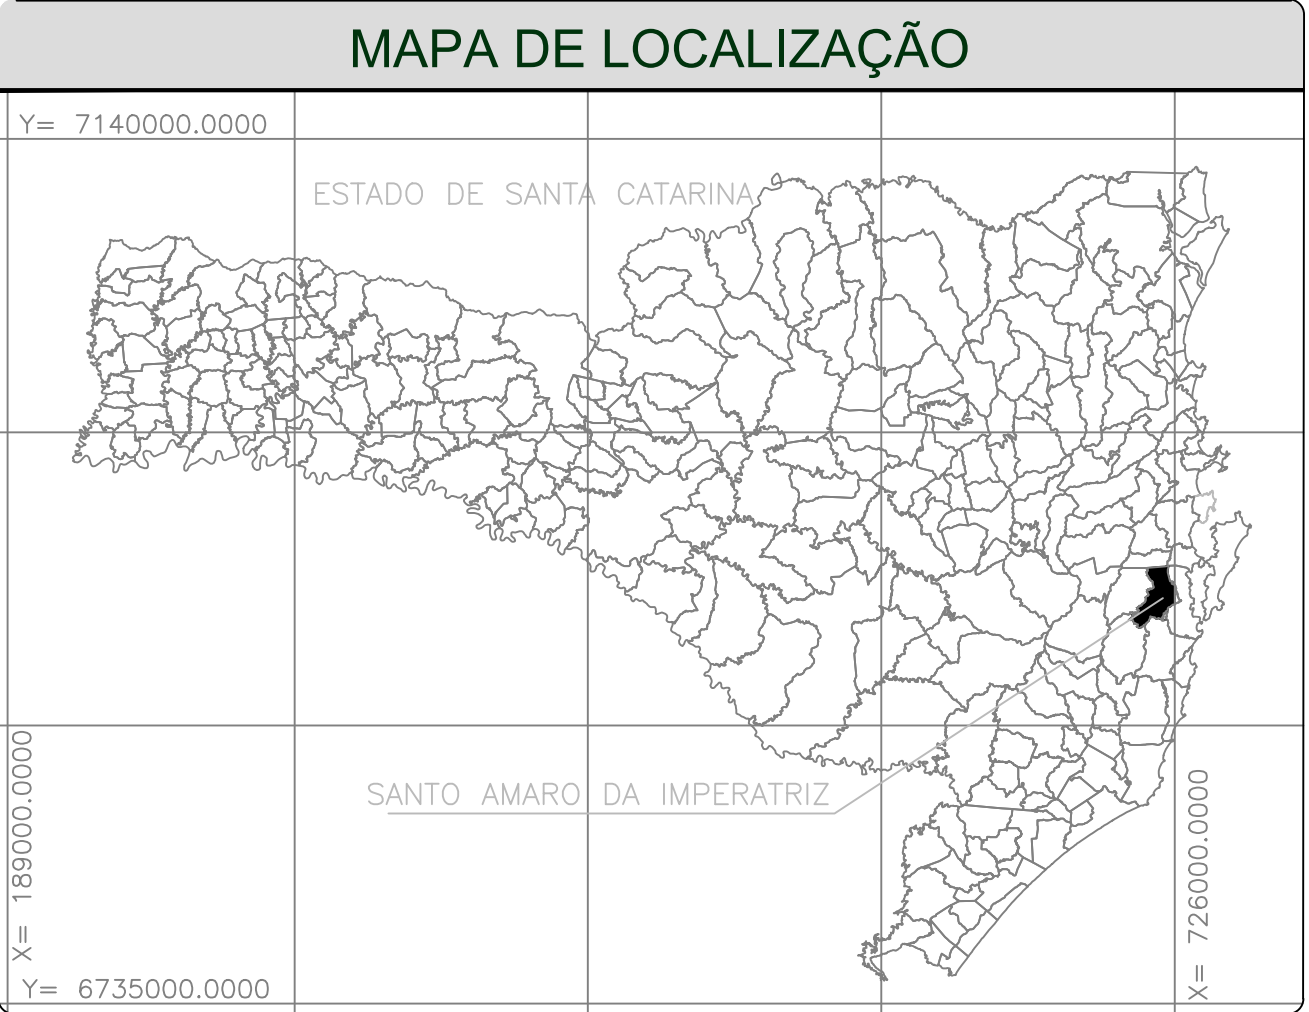 MAPA DE LOCALIZAÇÃO
Y= 7140000.0000
ESTADO DE SANTA CATARINA
X= 189000.0000
SANTO AMARO DA IMPERATRIZ
X= 726000.0000
Y= 6735000.0000